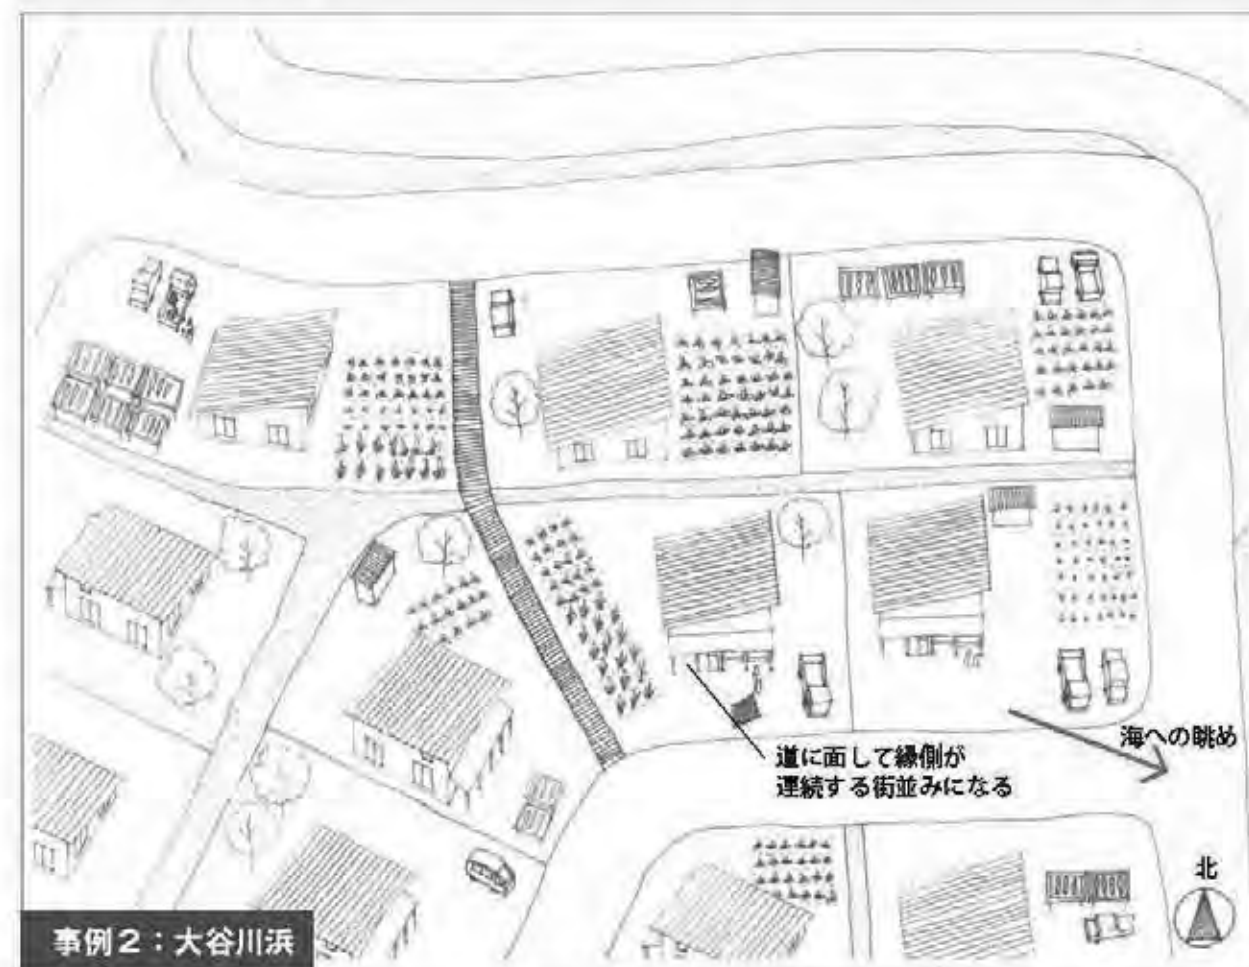 海への眺め
道に面して縁側が
連続する街並みになる
北
事例2：大谷川浜